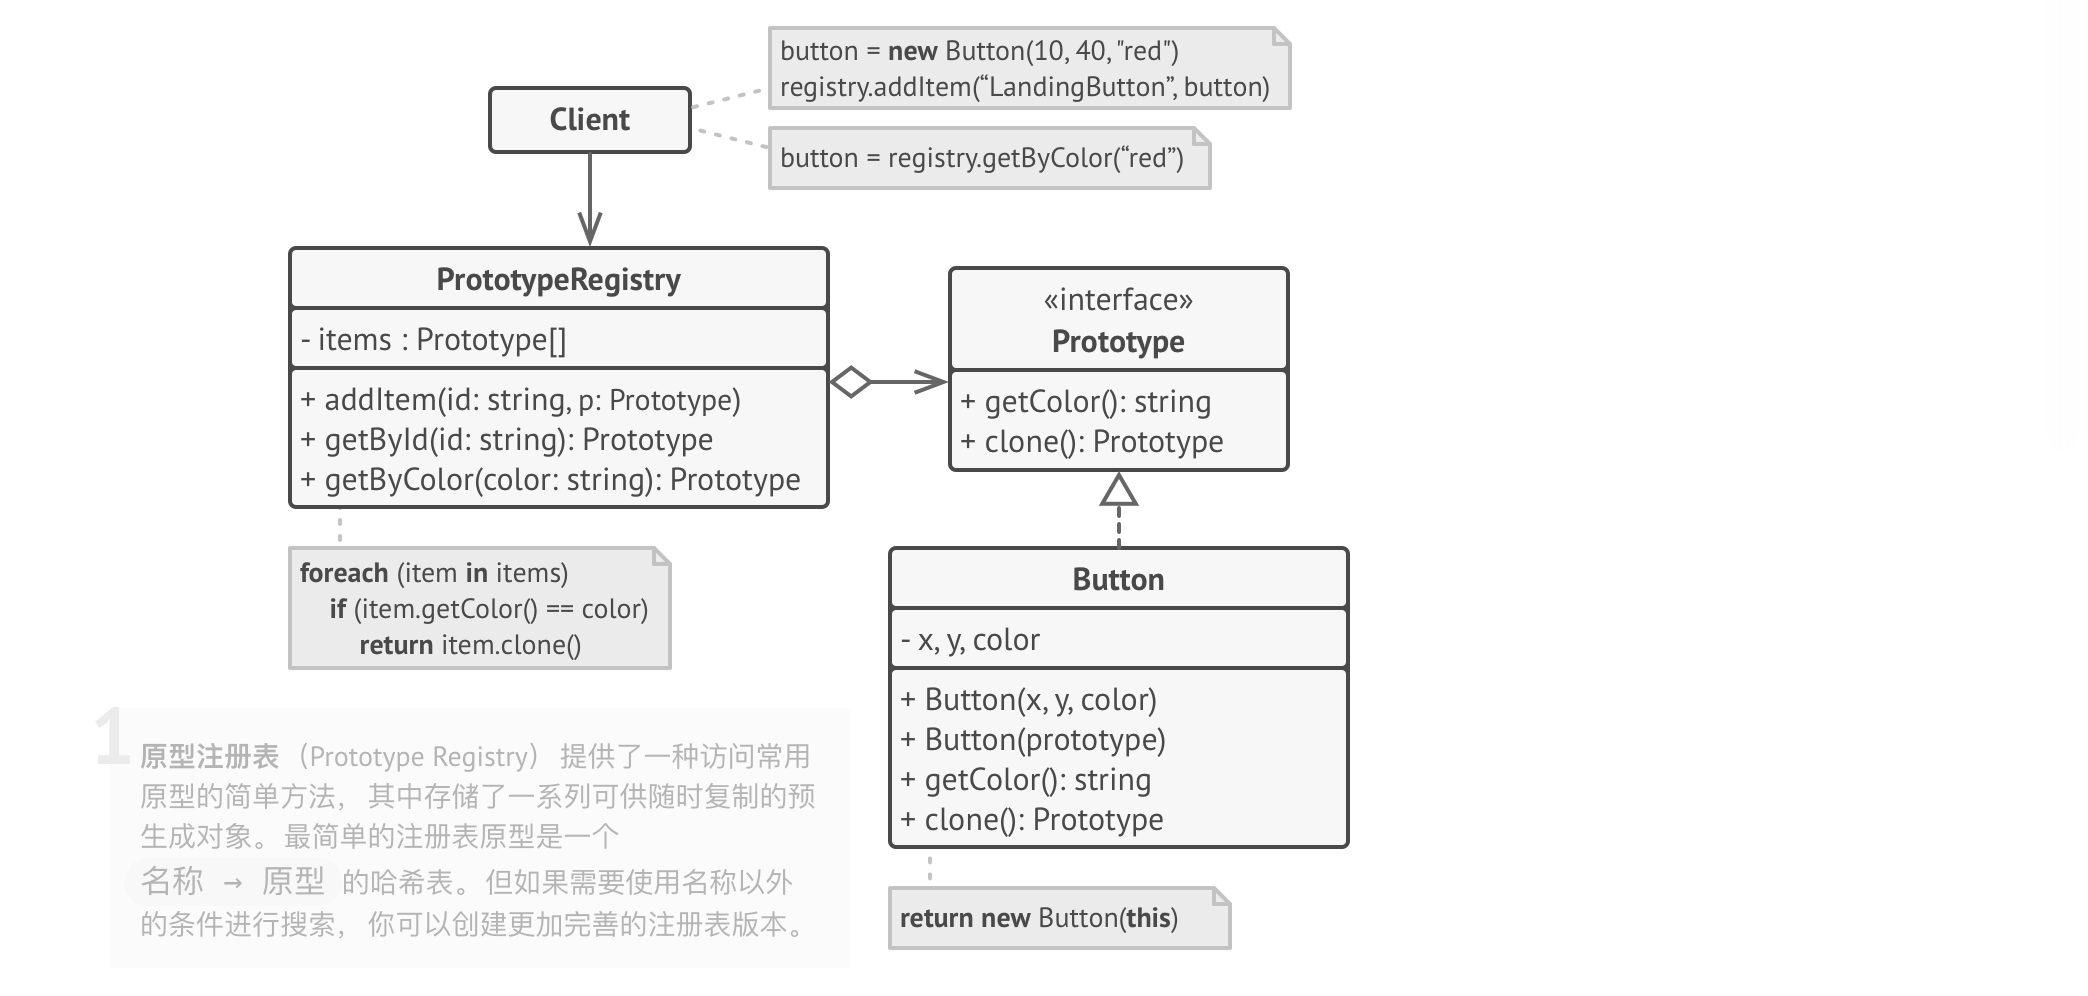 button = new Button(10, 40, "red")
registry.addItem(“LandingButton”, button)
Client
button = registry.getByColor(“red”)
PrototypeRegistry
- items : Prototype[]
+ addItem(id: string, p: Prototype)
+ getById(id: string): Prototype
+ getByColor(color: string): Prototype
«interface»
Prototype
+ getColor(): string
+ clone(): Prototype
foreach (item in items)
if (item.getColor() == color)
return item.clone()
Button
- x, y, color
+ Button(x, y, color)
+ Button(prototype)
+ getColor(): string
+ clone(): Prototype
return new Button(this)
1
原型注册表 （Prototype Registry） 提供了一种访问常用
原型的简单方法， 其中存储了一系列可供随时复制的预
生成对象。 最简单的注册表原型是一个
名称 → 原型 的哈希表。 但如果需要使用名称以外
的条件进行搜索， 你可以创建更加完善的注册表版本。